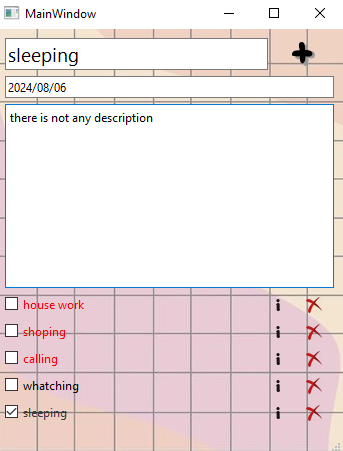 MainWindow
sleeping
2024/08/06
there is not any description
house work
shoping
calling
whatching
sleeping